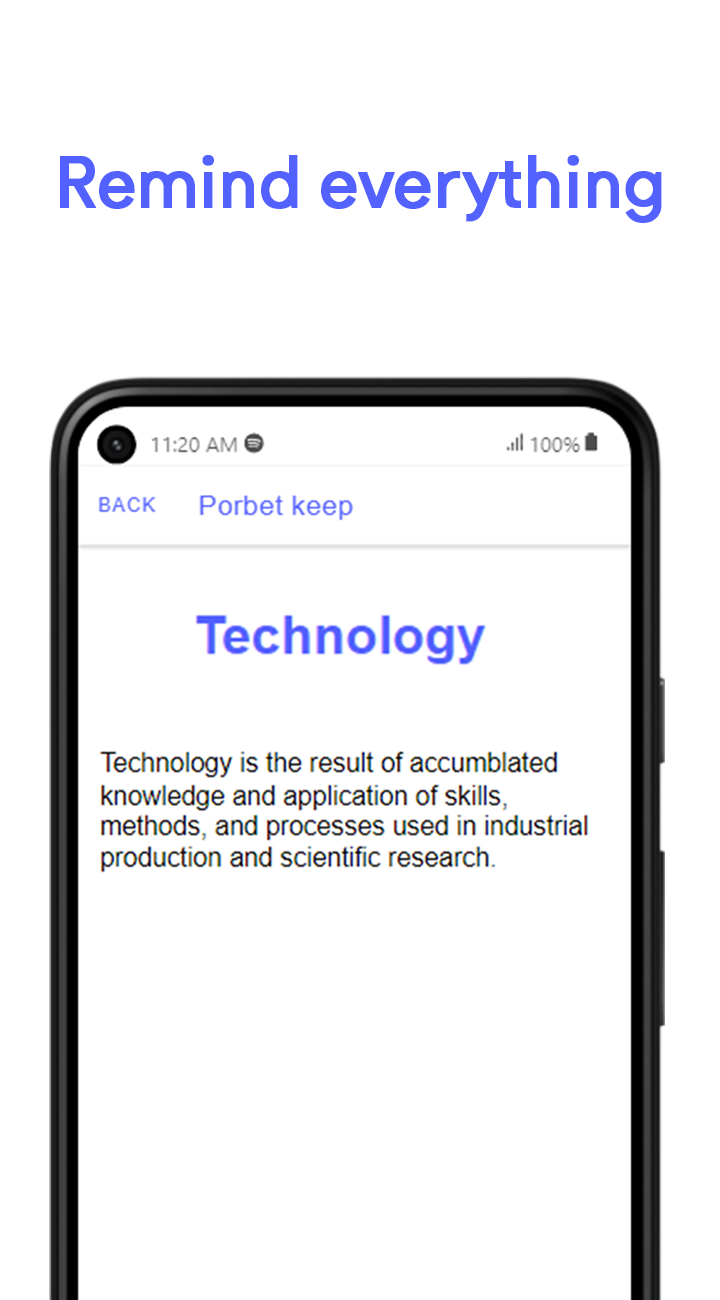 Remind everything
11:20 AM
100%
BACK
Porbet keep
Technology
Technology is the result of accumblated
knowledge and application of skills,
methods, and processes used in industrial
production and scientific research.